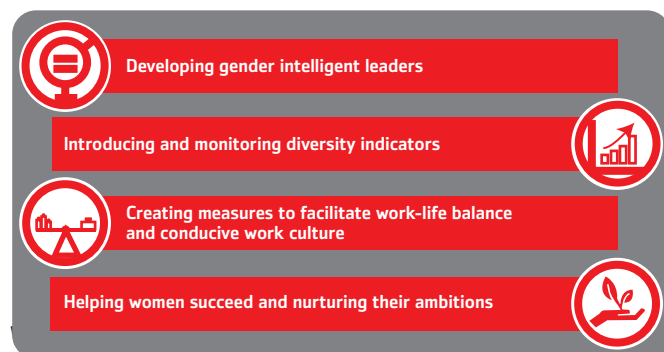 Developing gender intelligent leaders
Introducing and monitoring diversity indicators
Creating measures to facilitate work-life balance
and conducive work culture
Helping women succeed and nurturing their ambitions